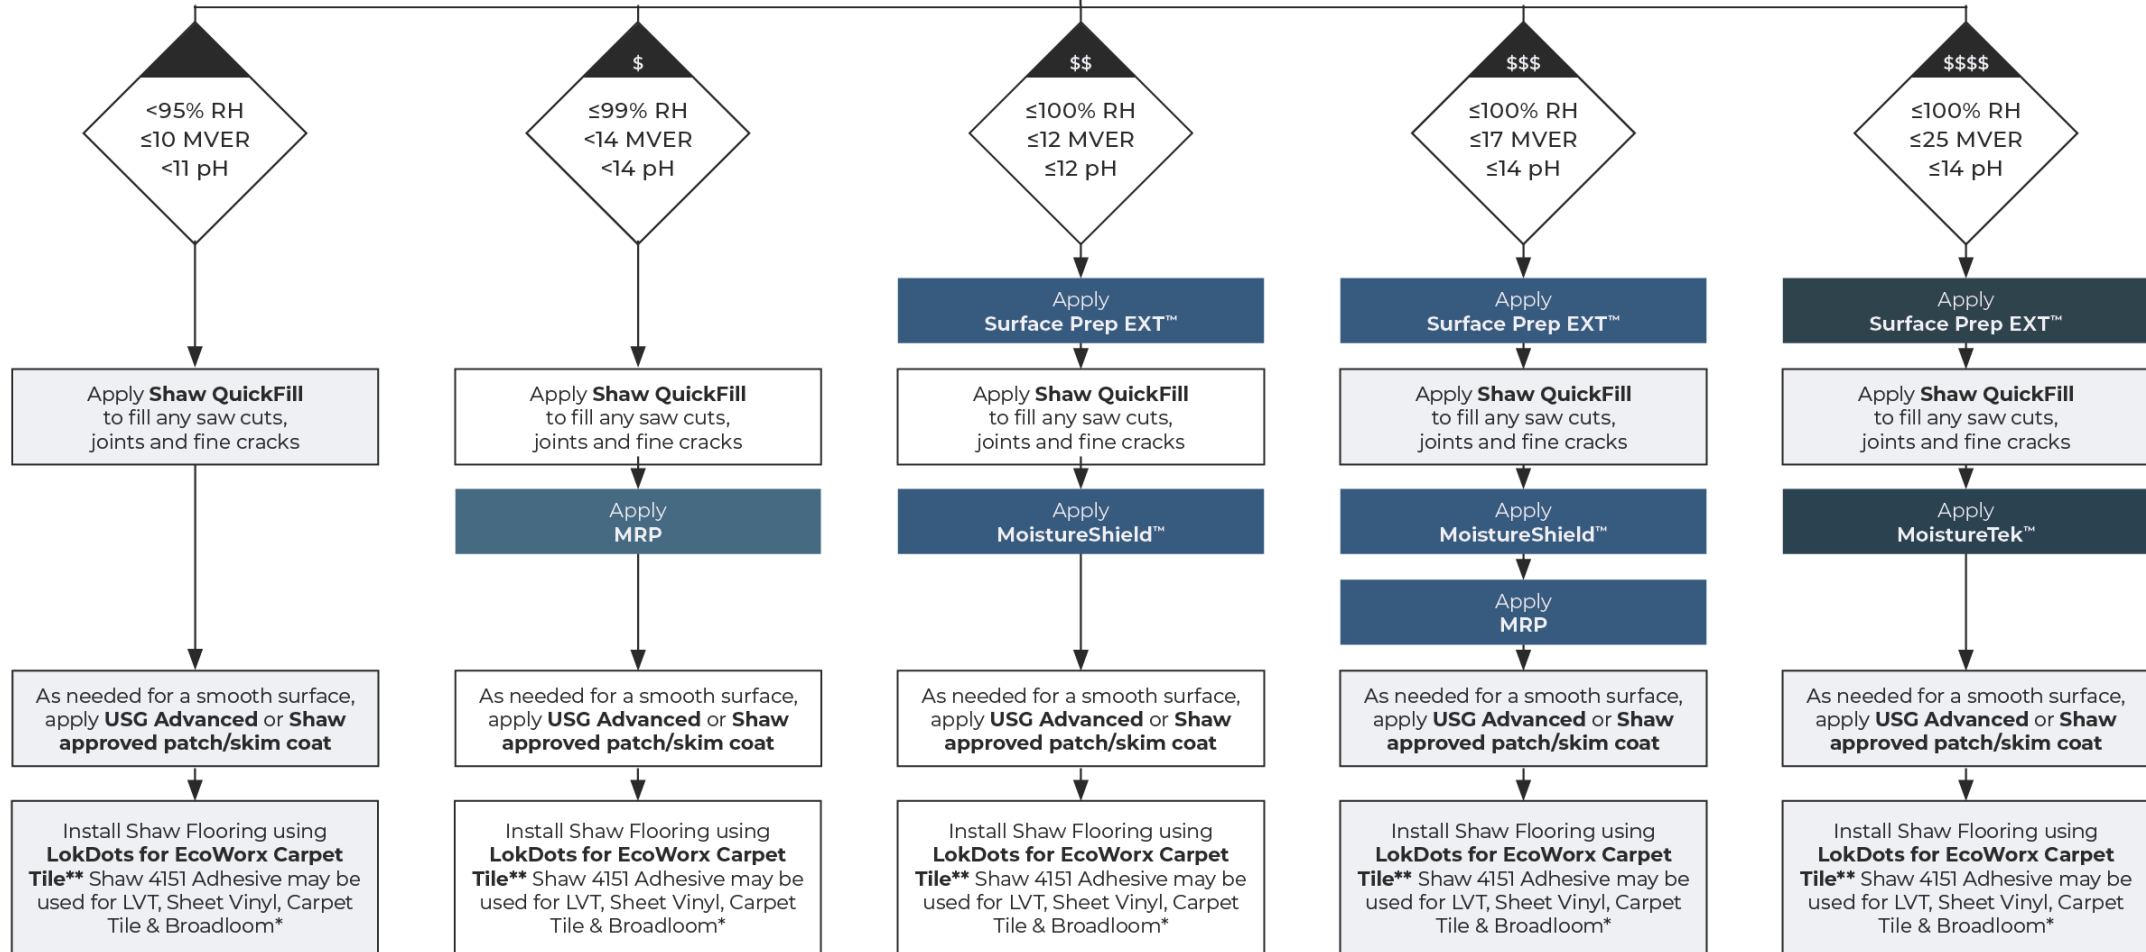 $
$$
$$$
$$$$
<95% RH
≤10 MVER
<11 pH
≤99% RH
<14 MVER
<14 pH
≤100% RH
≤12 MVER
≤12 pH
≤100% RH
≤17 MVER
≤14 pH
≤100% RH
≤25 MVER
≤14 pH
Apply
Surface Prep EXT™
Apply
Surface Prep EXT™
Apply
Surface Prep EXT™
Apply Shaw QuickFill
to fill any saw cuts,
joints and fine cracks
Apply Shaw QuickFill
to fill any saw cuts,
joints and fine cracks
Apply Shaw QuickFill
to fill any saw cuts,
joints and fine cracks
Apply Shaw QuickFill
to fill any saw cuts,
joints and fine cracks
Apply Shaw QuickFill
to fill any saw cuts,
joints and fine cracks
Apply
MRP
Apply
MoistureShield™
Apply
MoistureShield™
Apply
MoistureTek™
Apply
MRP
As needed for a smooth surface,
apply USG Advanced or Shaw
approved patch/skim coat
As needed for a smooth surface,
apply USG Advanced or Shaw
approved patch/skim coat
As needed for a smooth surface,
apply USG Advanced or Shaw
approved patch/skim coat
As needed for a smooth surface,
apply USG Advanced or Shaw
approved patch/skim coat
As needed for a smooth surface,
apply USG Advanced or Shaw
approved patch/skim coat
Install Shaw Flooring using
LokDots for EcoWorx Carpet
Tile** Shaw 4151 Adhesive may be
used for LVT, Sheet Vinyl, Carpet
Tile & Broadloom*
Install Shaw Flooring using
LokDots for EcoWorx Carpet
Tile** Shaw 4151 Adhesive may be
used for LVT, Sheet Vinyl, Carpet
Tile & Broadloom*
Install Shaw Flooring using
LokDots for EcoWorx Carpet
Tile** Shaw 4151 Adhesive may be
used for LVT, Sheet Vinyl, Carpet
Tile & Broadloom*
Install Shaw Flooring using
LokDots for EcoWorx Carpet
Tile** Shaw 4151 Adhesive may be
used for LVT, Sheet Vinyl, Carpet
Tile & Broadloom*
Install Shaw Flooring using
LokDots for EcoWorx Carpet
Tile** Shaw 4151 Adhesive may be
used for LVT, Sheet Vinyl, Carpet
Tile & Broadloom*